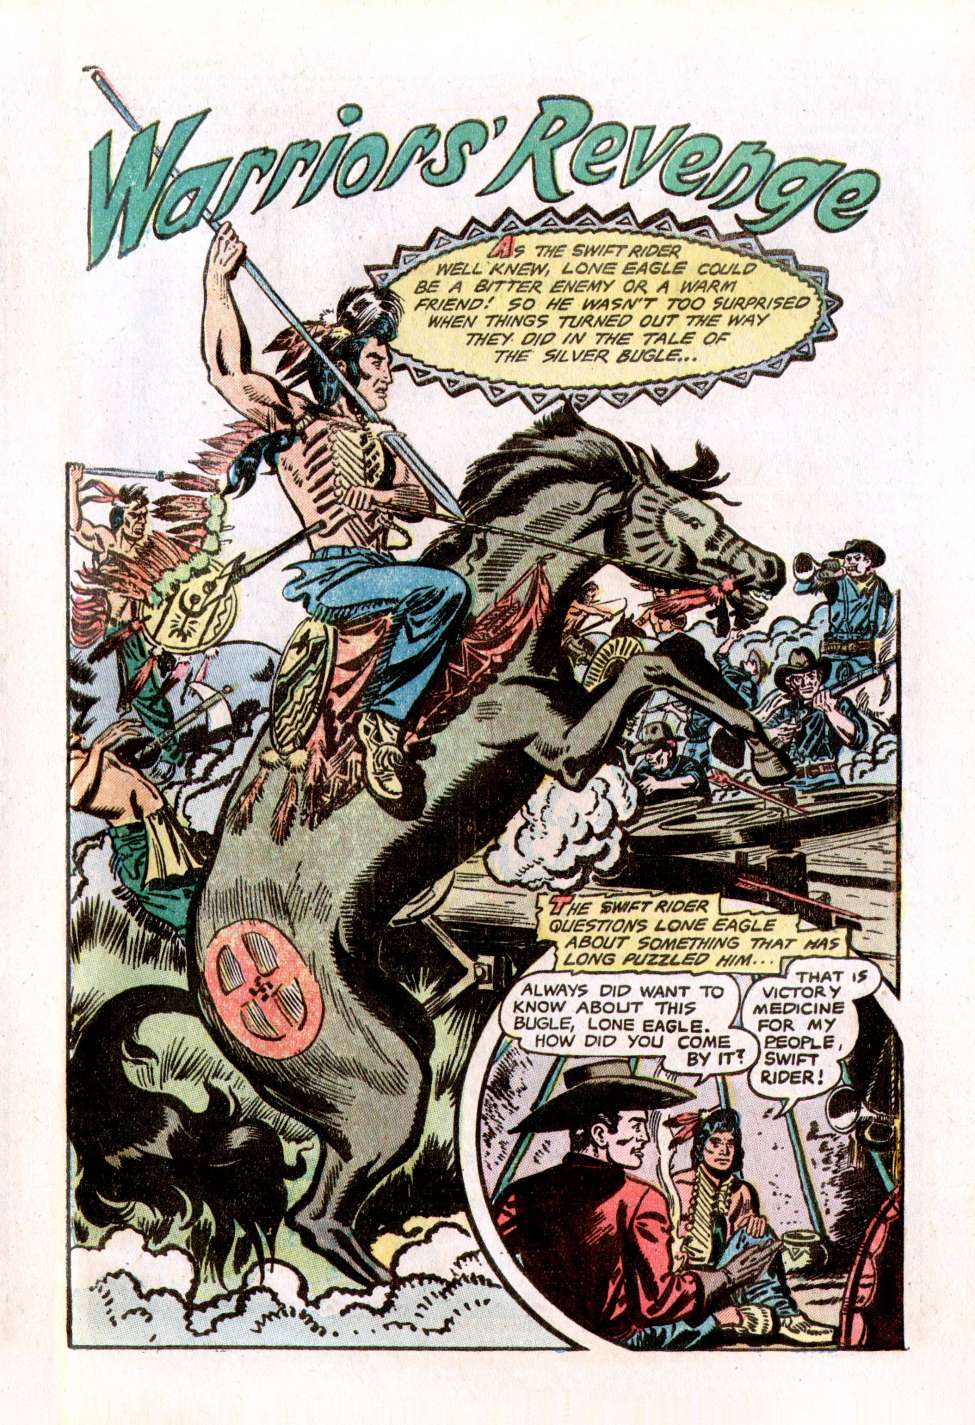 Warriors' Revenge
AS THE SWIFT RIDER
WELL KNEW, LONE EAGLE COULD
BE A BITTER ENEMY OR A WARM
FRIEND! SO HE WASN'T TOO SURPRISED
WHEN THINGS TURNED OUT THE WAY
THEY DID IN THE TALE OF
THE SILVER BUGLE...
THE SWIFT RIDER
QUESTIONS LONE EAGLE
ABOUT SOMETHING THAT HAS
LONG PUZZLED HIM...
ALWAYS DID WANT TO
KNOW ABOUT THIS
BUGLE, LONE EAGLE.
HOW DID YOU COME
BY IT?
THAT IS
VICTORY
MEDICINE
FOR MY
PEOPLE,
SWIFT
RIDER!